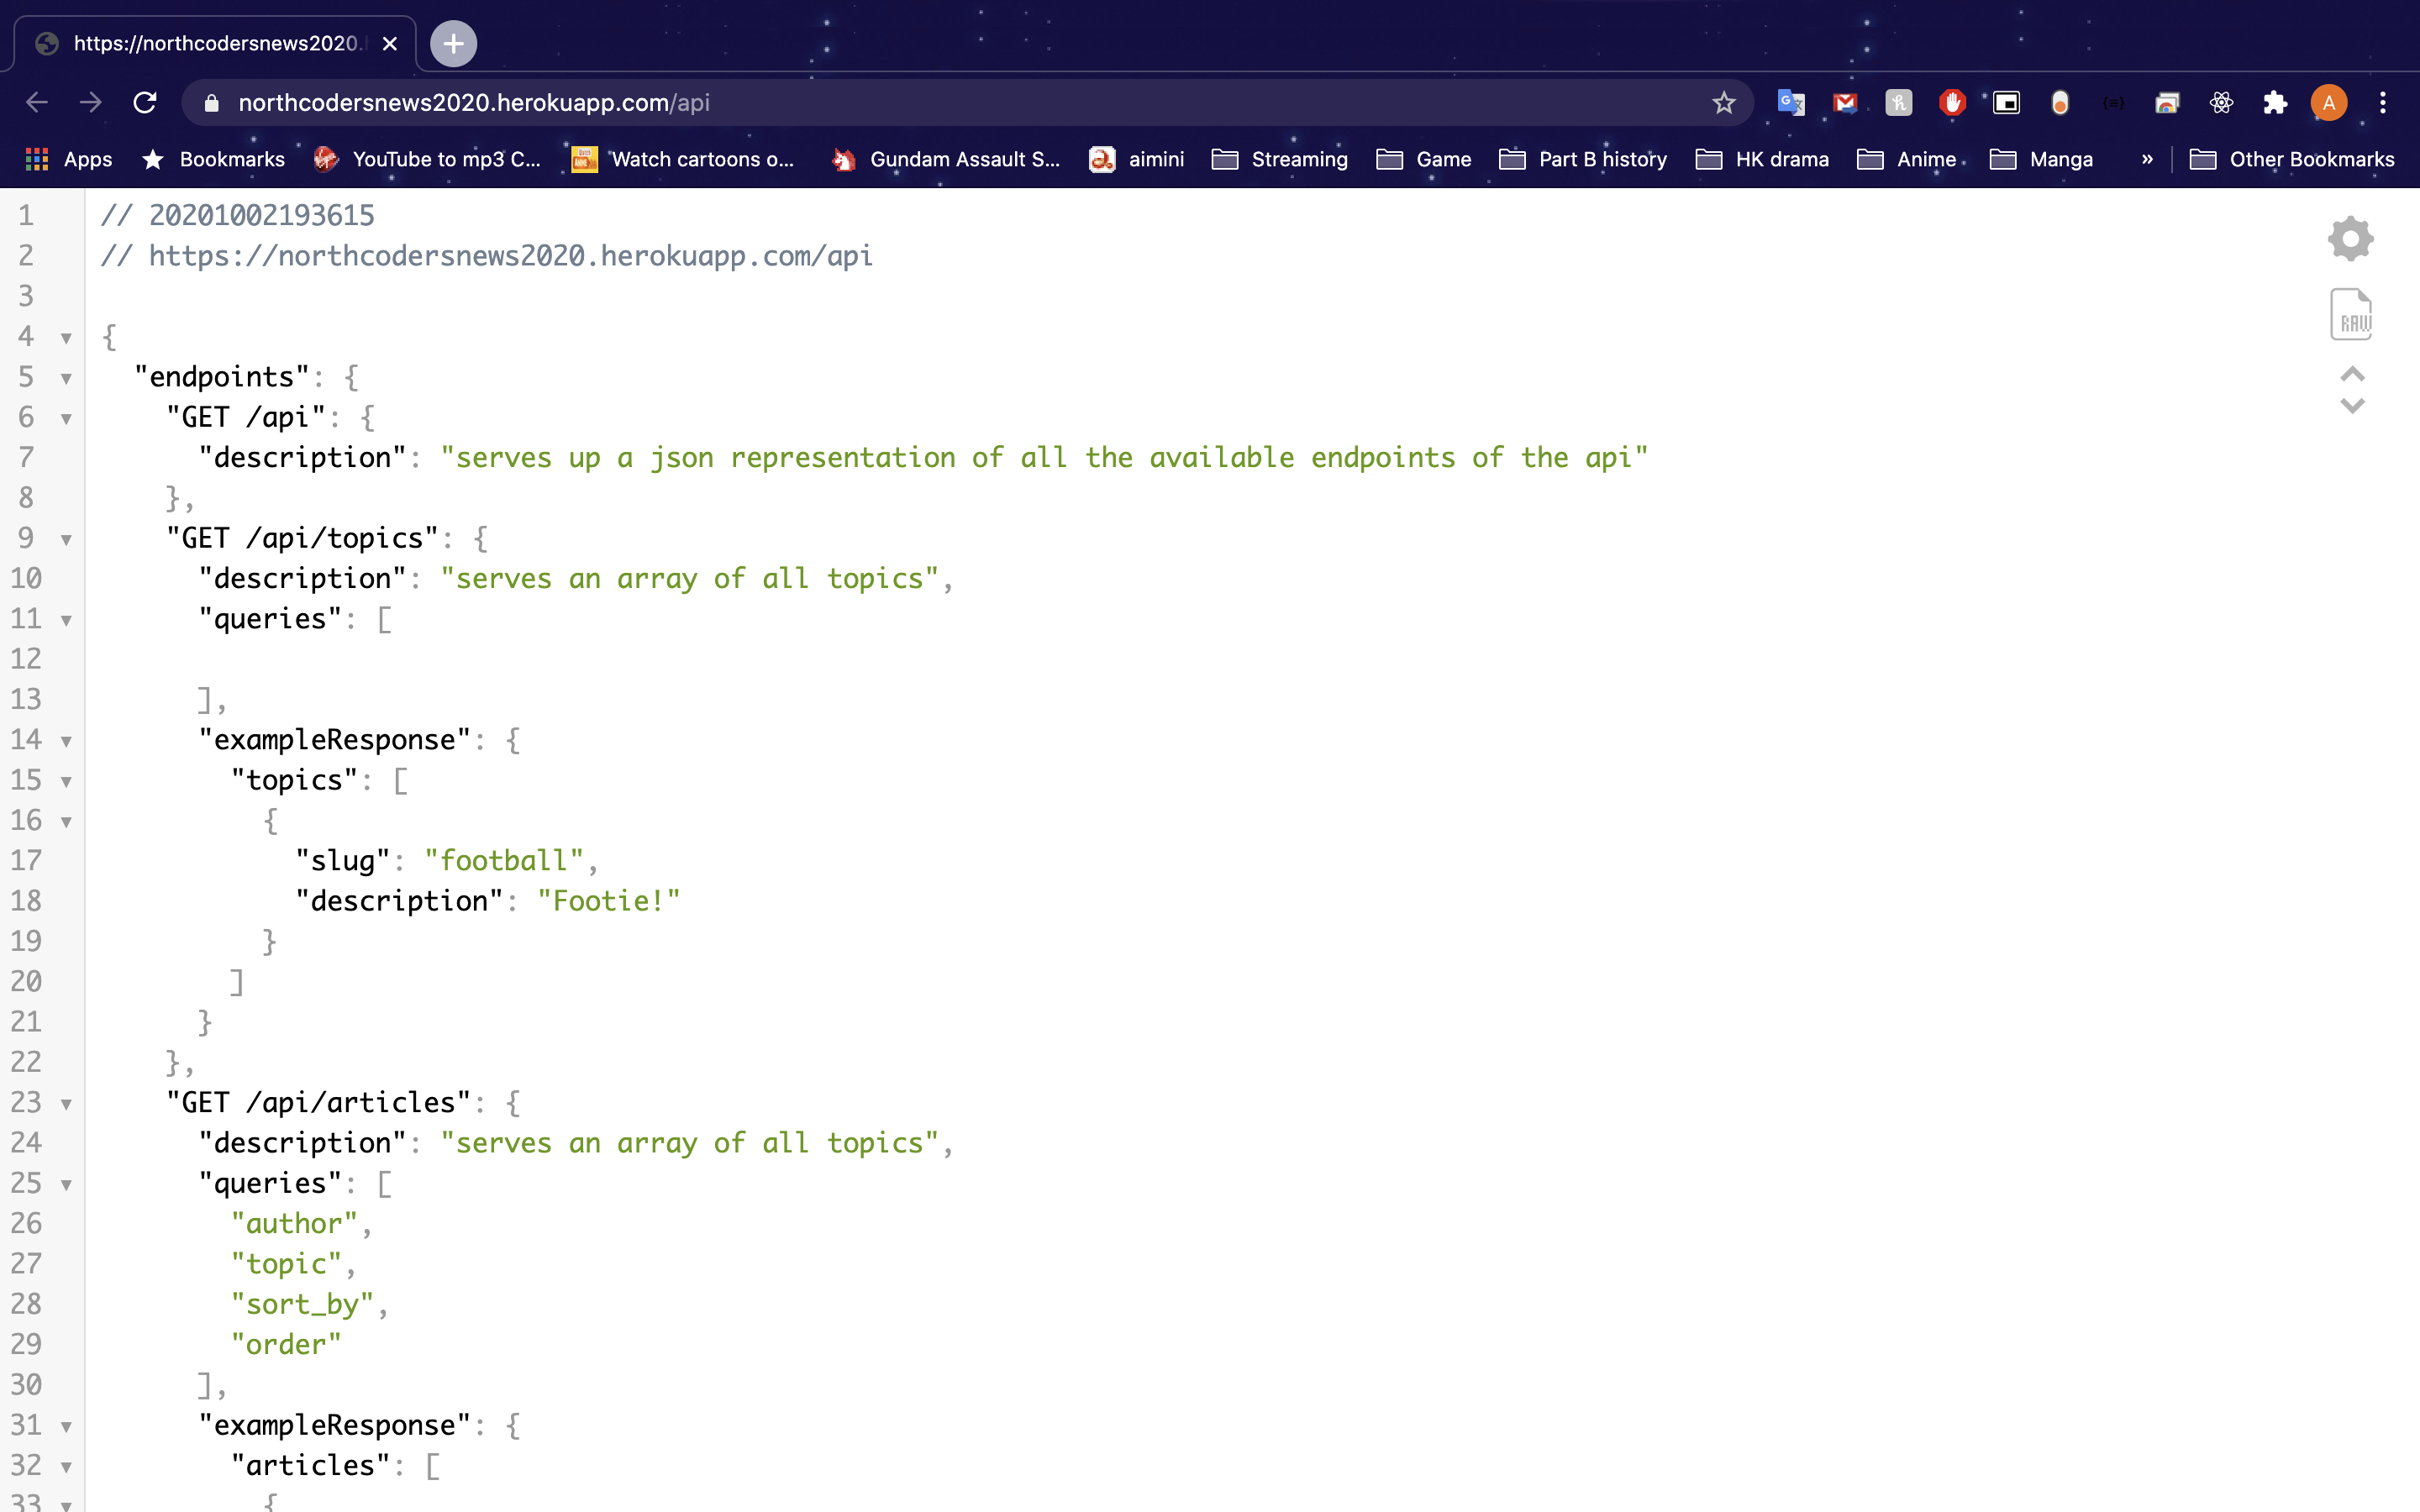 https://northcodersnews2020.
northcodersnews2020.herokuapp.com/api
Apps Bookmarks YouTube to mp3 C... Watch cartoons o... Gundam Assault S... aimini Streaming Game Part B history HK drama Anime Manga » Other Bookmarks
1 // 20201002193615
2 // https://northcodersnews2020.herokuapp.com/api
3
4 {
5 "endpoints": {
6 "GET /api": {
7 "description": "serves up a json representation of all the available endpoints of the api"
8 },
9 "GET /api/topics": {
10 "description": "serves an array of all topics",
11 "queries": [
12
13 ],
14 "exampleResponse": {
15 "topics": [
16 {
17 "slug": "football",
18 "description": "Footie!"
19 }
20 ]
21 }
22 },
23 "GET /api/articles": {
24 "description": "serves an array of all topics",
25 "queries": [
26 "author",
27 "topic",
28 "sort_by",
29 "order"
30 ],
31 "exampleResponse": {
32 "articles": [
33 {
RAW
A